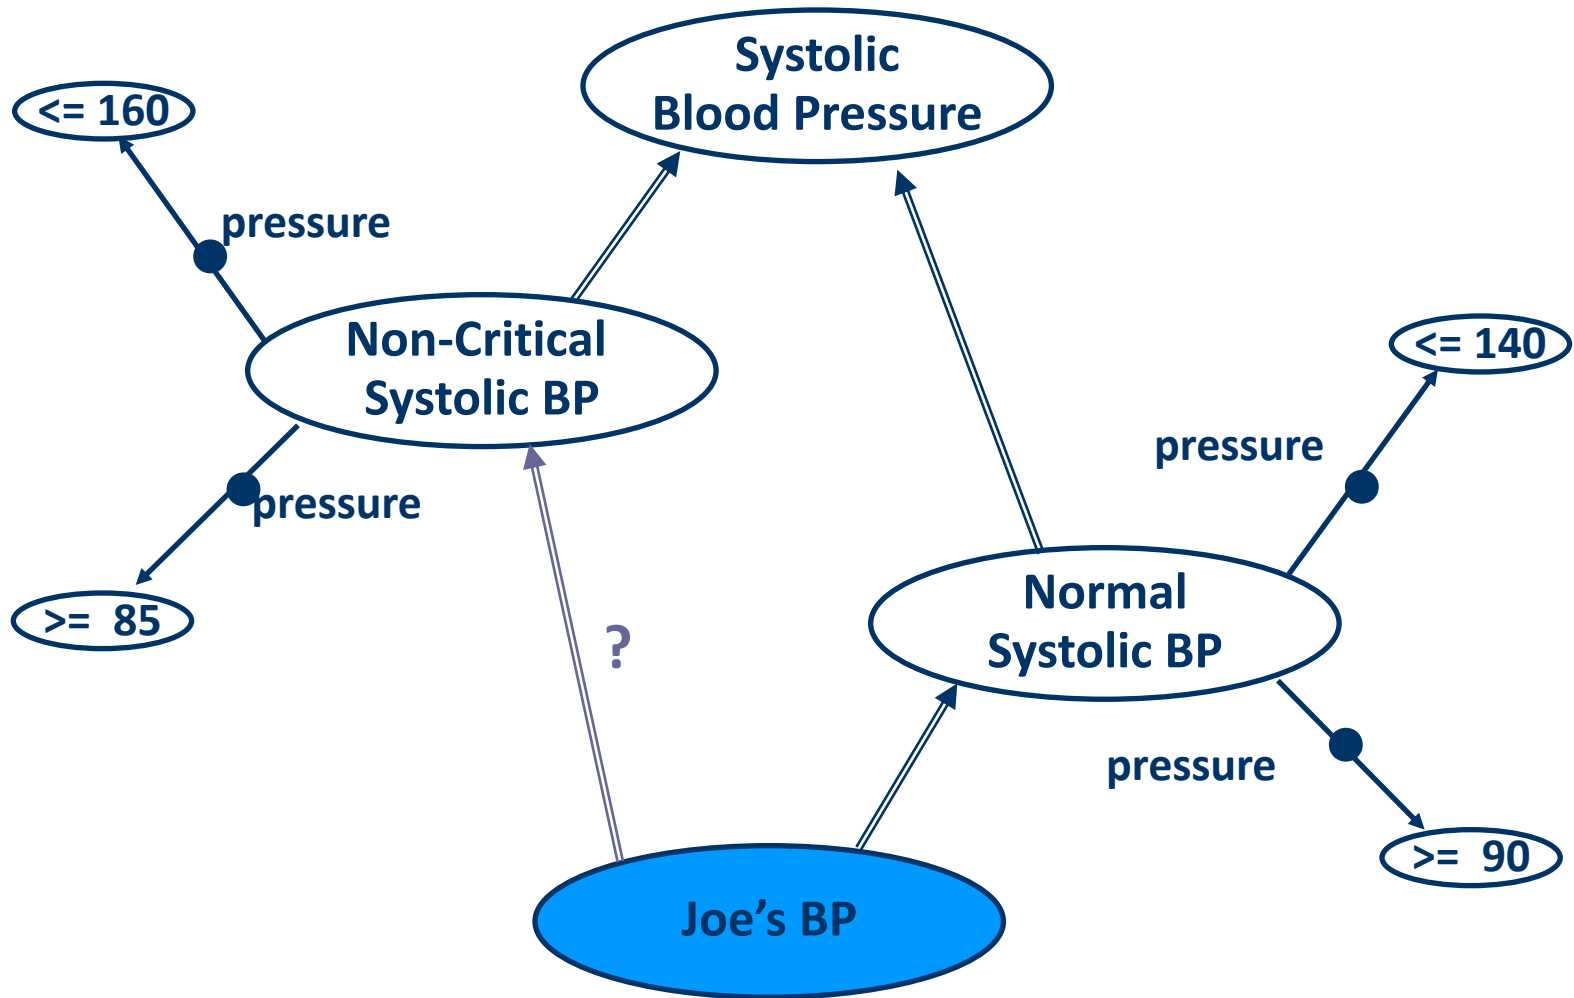 Systolic
Blood Pressure
<= 160
pressure
Non-Critical
Systolic BP
<= 140
pressure
pressure
>= 85
?
Normal
Systolic BP
pressure
>= 90
Joe’s BP